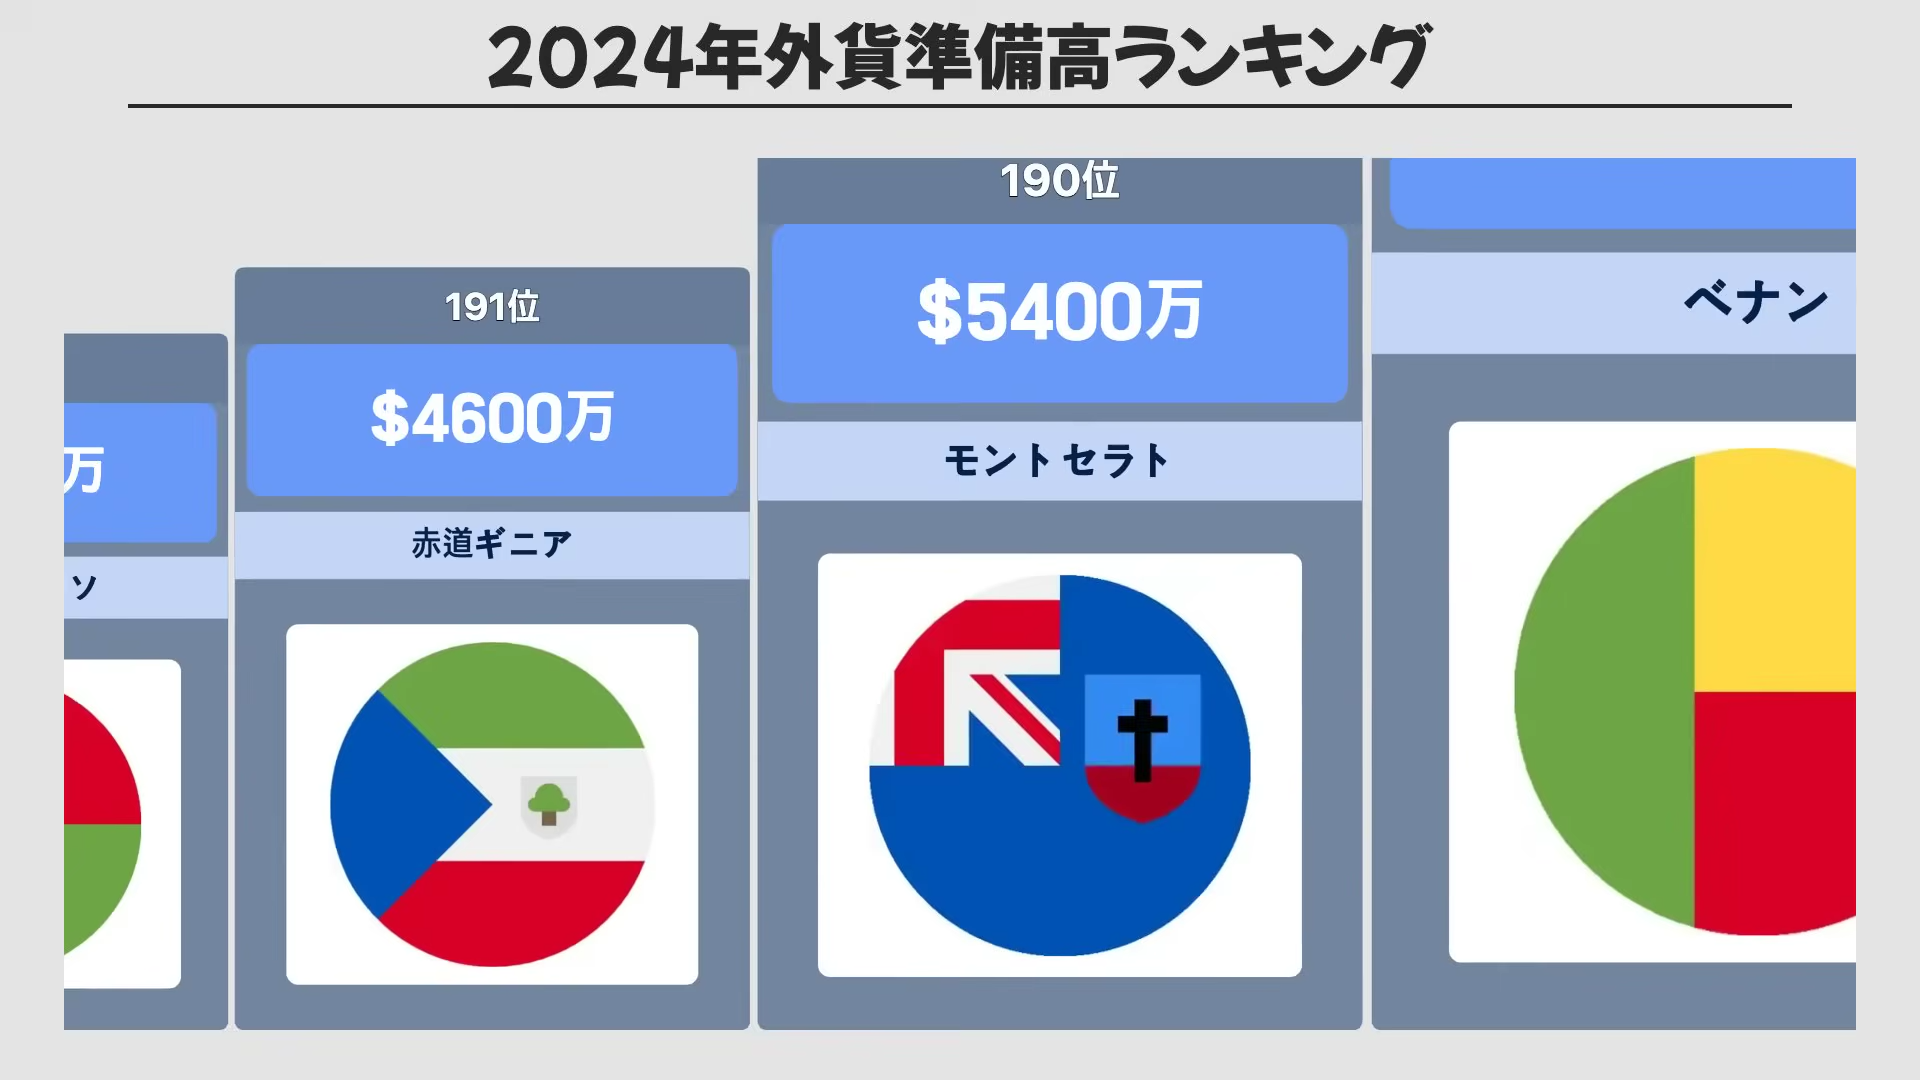 2024年外貨準備高ランキング
万
ソ
191位
$4600万
赤道ギニア
190位
$5400万
モントセラト
ベナン